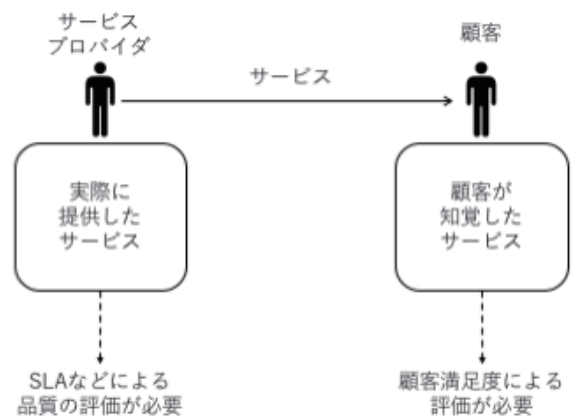 サービス
プロバイダ
顧客
サービス
実際に
提供した
サービス
顧客が
知覚した
サービス
SLAなどによる
品質の評価が必要
顧客満足度による
評価が必要